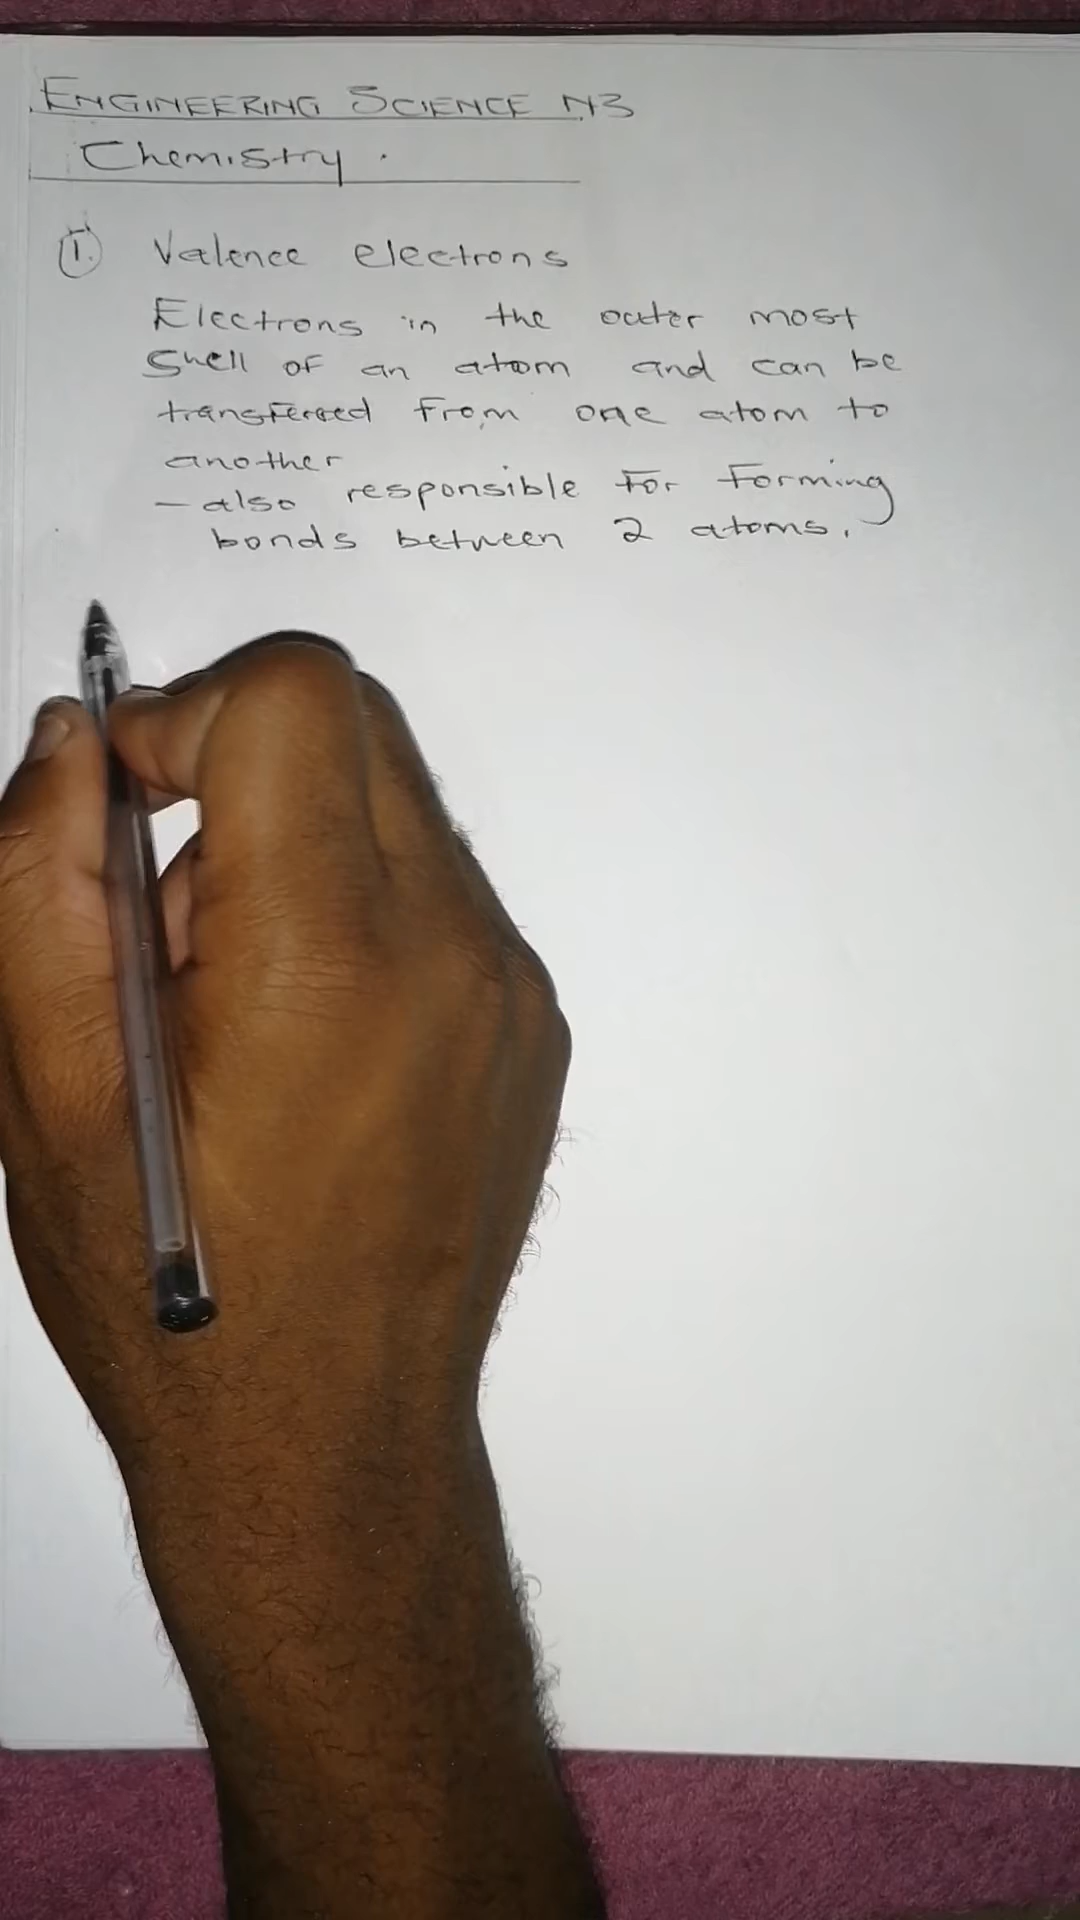 ENGINEERING SCIENCE N3
Chemistry.
1. Valence electrons
Electrons in the outer most
shell of an atom and can be
transferred from one atom to
another
- also responsible for forming
bonds between 2 atoms.